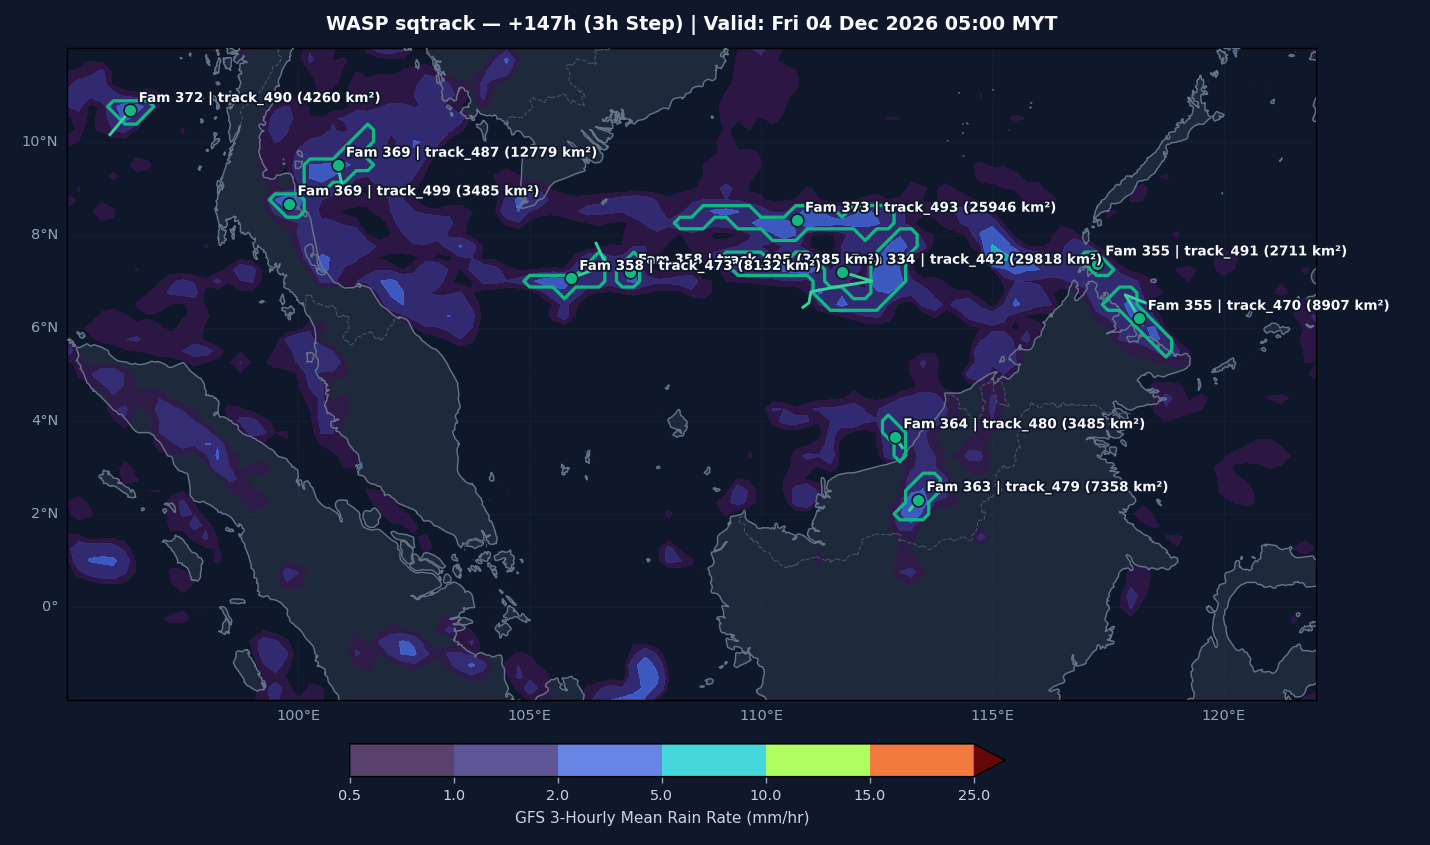 WASP sqtrack — +147h (3h Step) | Valid: Fri 04 Dec 2026 05:00 MYT
Fam 372 | track_490 (4260 km²)
10°N
Fam 369 | track_487 (12779 km²)
Fam 369 | track_499 (3485 km²)
Fam 373 | track_493 (25946 km²)
8°N
Fam 355 | track_491 (2711 km²)
Fam 358 | track_495 (3485 km²)
334 | track_442 (29818 km²)
Fam 358 | track_473 (8132 km²)
Fam 355 | track_470 (8907 km²)
6°N
4°N
Fam 364 | track_480 (3485 km²)
Fam 363 | track_479 (7358 km²)
2°N
0°
100°E 105°E 110°E 115°E 120°E
0.5 1.0 2.0 5.0 10.0 15.0 25.0
GFS 3-Hourly Mean Rain Rate (mm/hr)